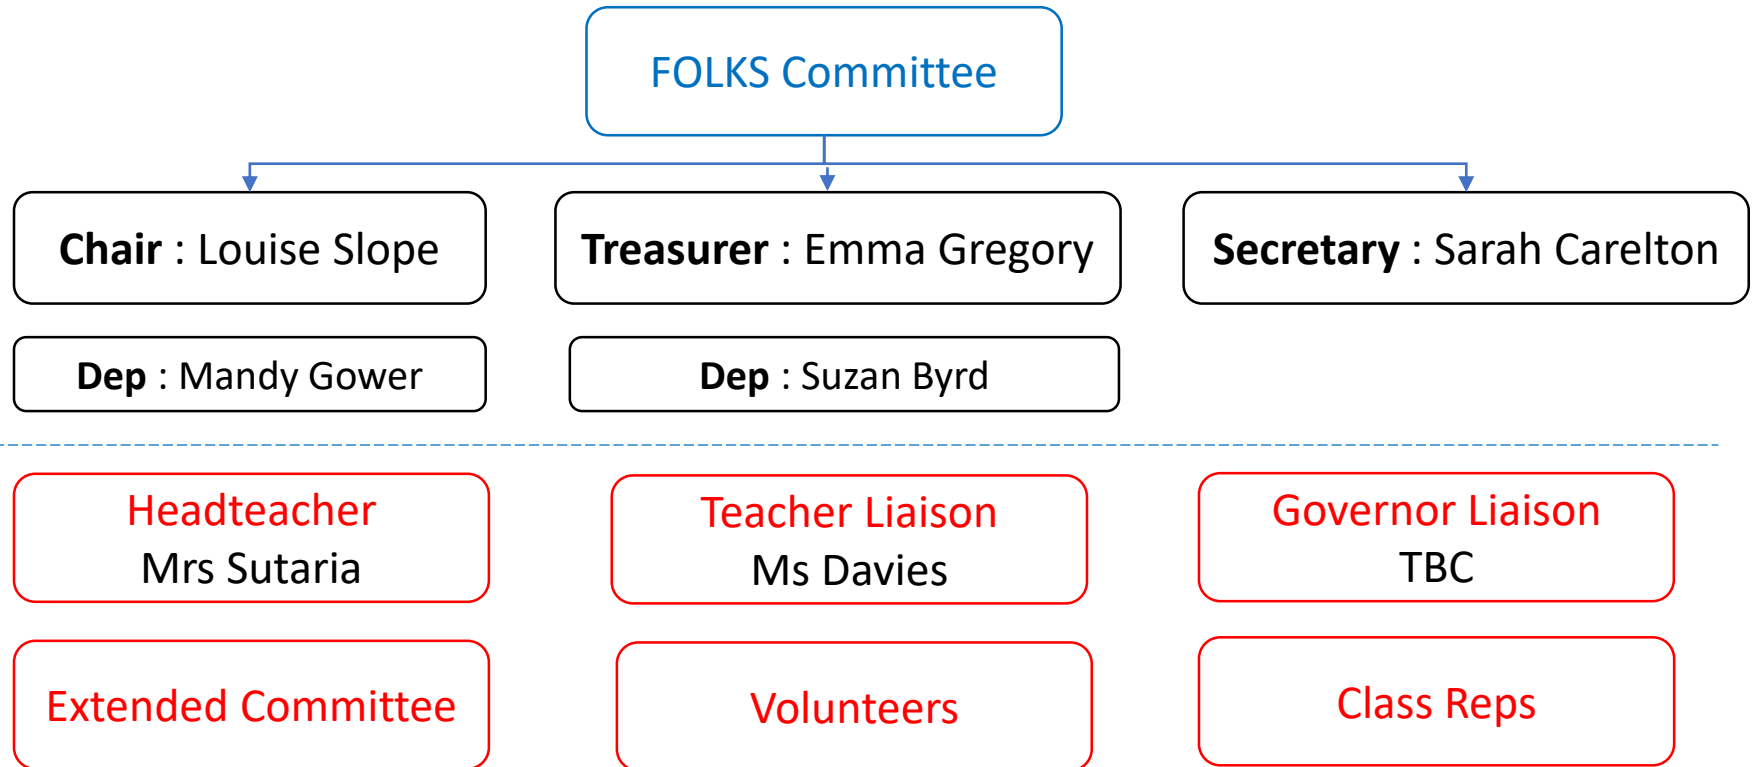 FOLKS Committee
Chair : Louise Slope
Treasurer : Emma Gregory
Secretary : Sarah Carelton
Dep : Mandy Gower
Dep : Suzan Byrd
Headteacher
Mrs Sutaria
Teacher Liaison
Ms Davies
Governor Liaison
TBC
Extended Committee
Volunteers
Class Reps